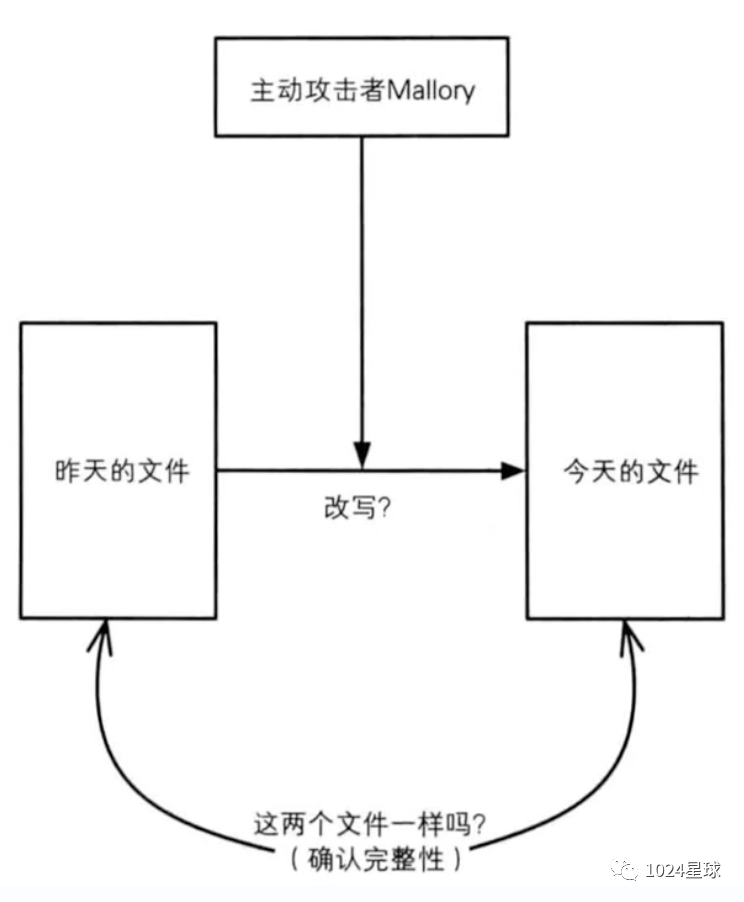 主动攻击者Mallory
昨天的文件
今天的文件
改写?
这两个文件一样吗?
(确认完整性)
1024星球